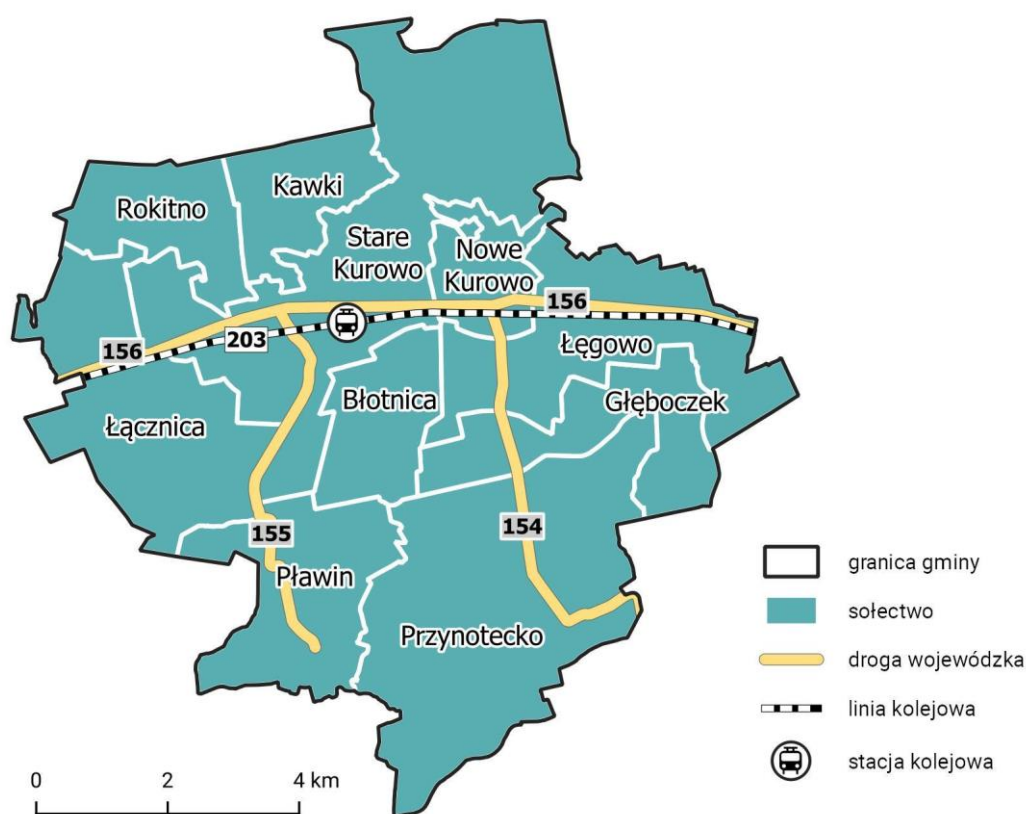 Kawki
Rokitno
Stare
Kurowo
Nowe
Kurowo
156
203
156
Łęgowo
Błotnica
Głęboczek
Łącznica
155
154
Pławin
Przynotecko
granica gminy
sołectwo
droga wojewódzka
linia kolejowa
stacja kolejowa
0 2 4 km